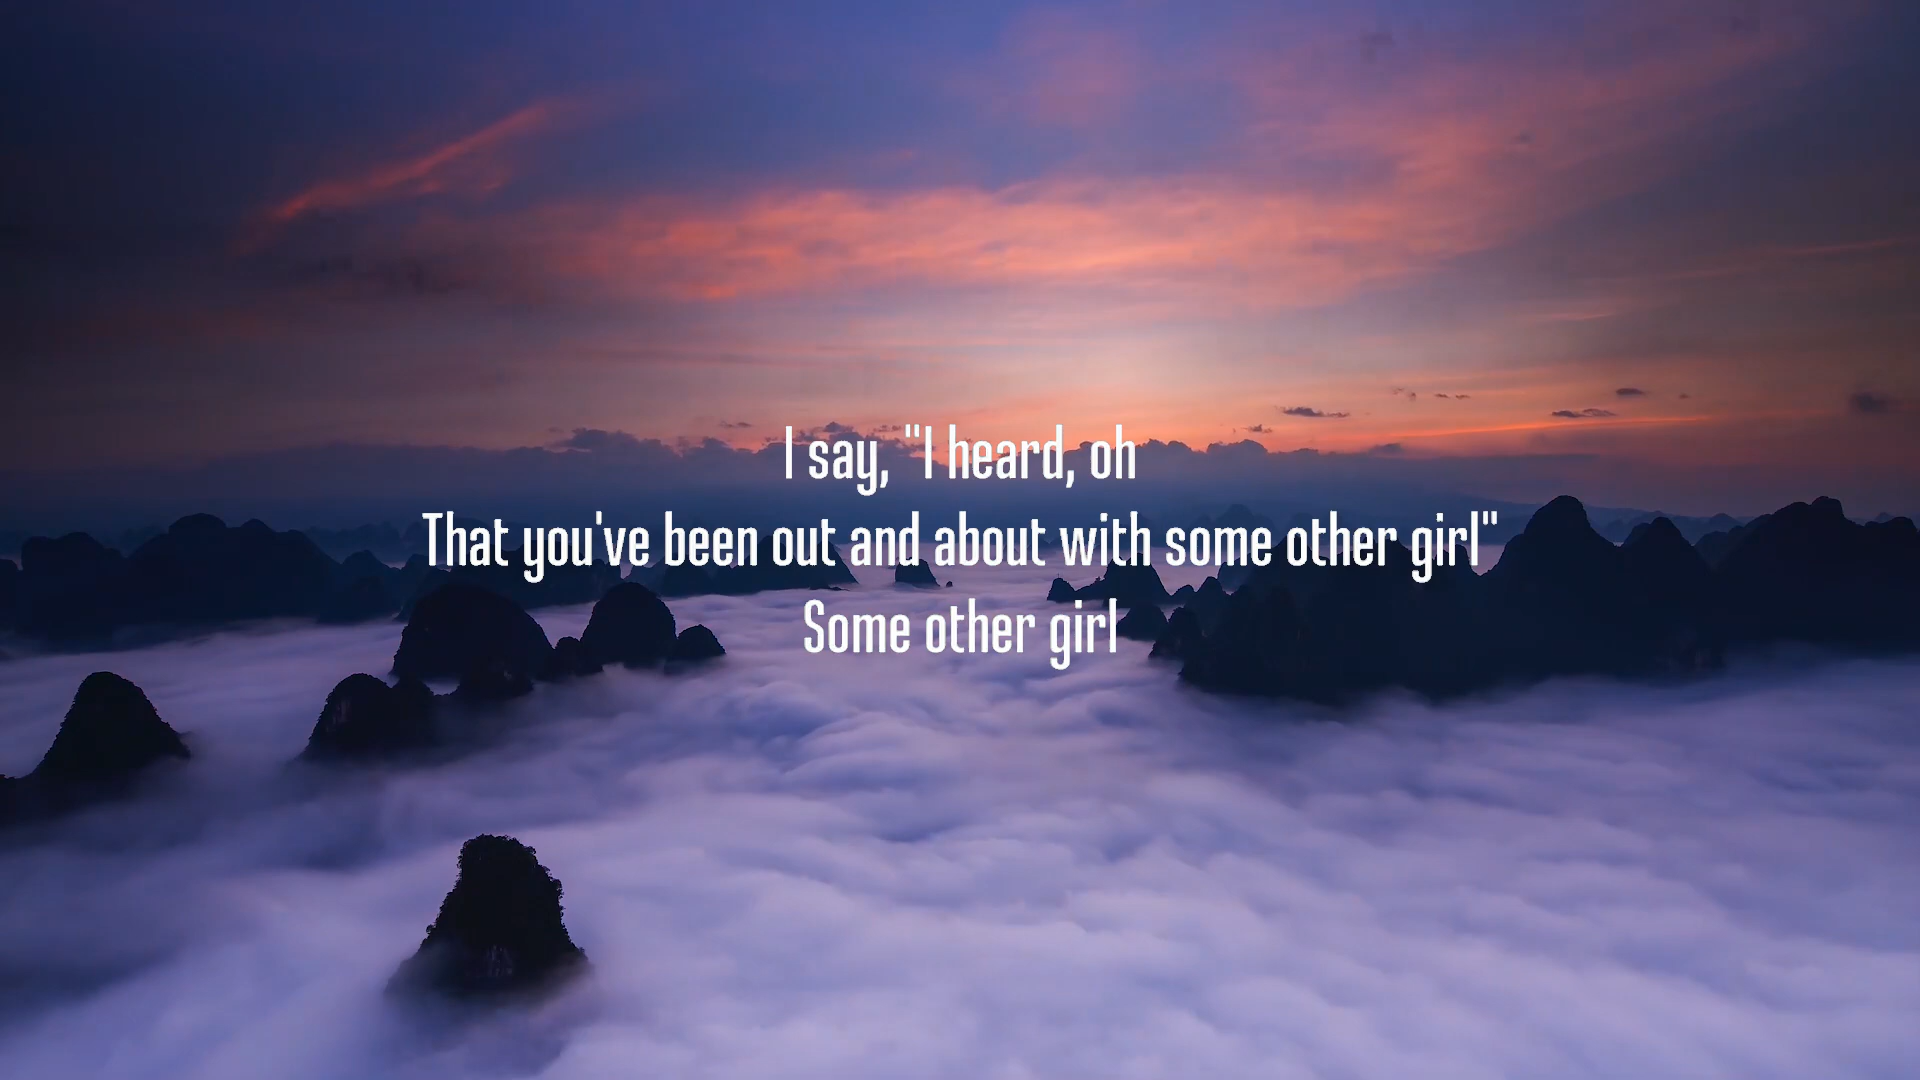 I say, "I heard, oh
That you've been out and about with some other girl"
Some other girl